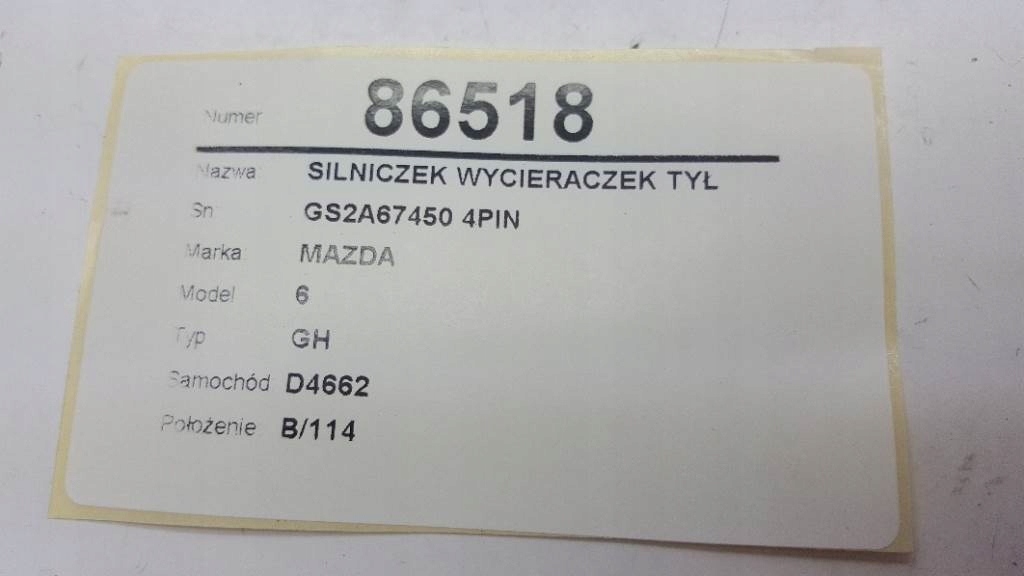 Numer 86518
Nazwa SILNICZEK WYCIERACZEK TYŁ
Sn GS2A67450 4PIN
Marka MAZDA
Model 6
Typ GH
Samochód D4662
Położenie B/114